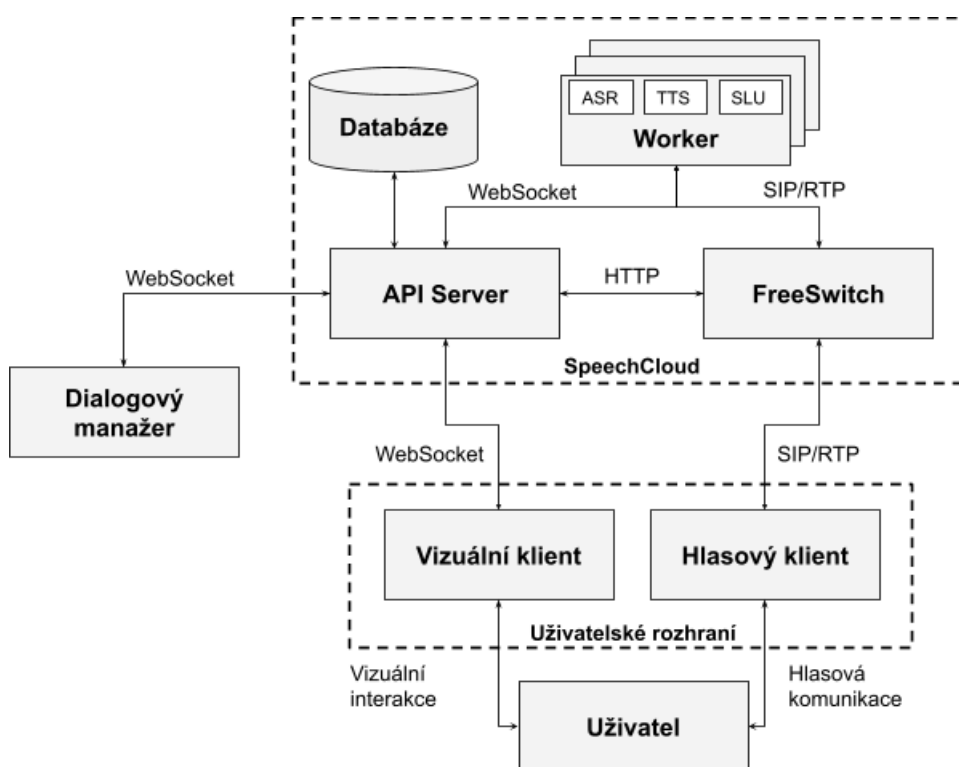 ASR
TTS
SLU
Databáze
Worker
WebSocket
SIP/RTP
WebSocket
API Server
HTTP
FreeSwitch
SpeechCloud
Dialogový
manažer
WebSocket
SIP/RTP
Vizuální klient
Hlasový klient
Uživatelské rozhraní
Vizuální
interakce
Hlasová
komunikace
Uživatel